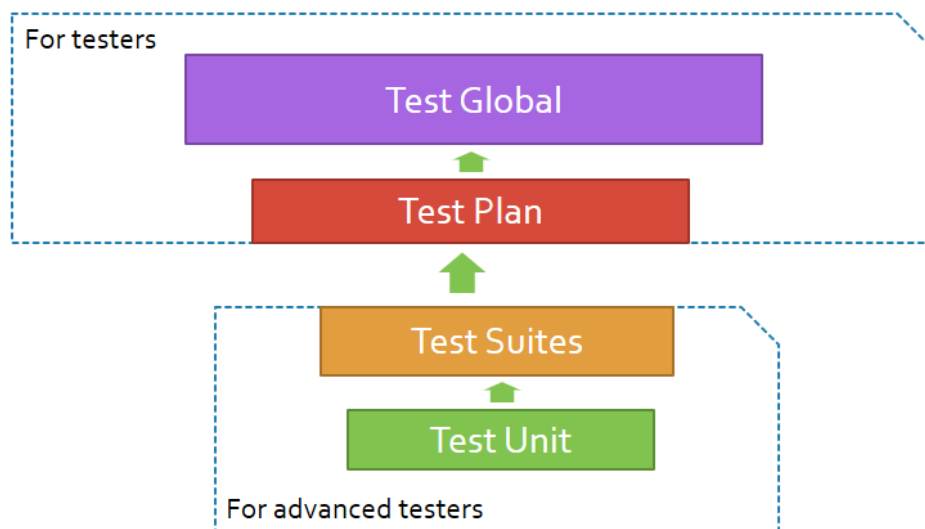 For testers
Test Global
Test Plan
Test Suites
Test Unit
For advanced testers